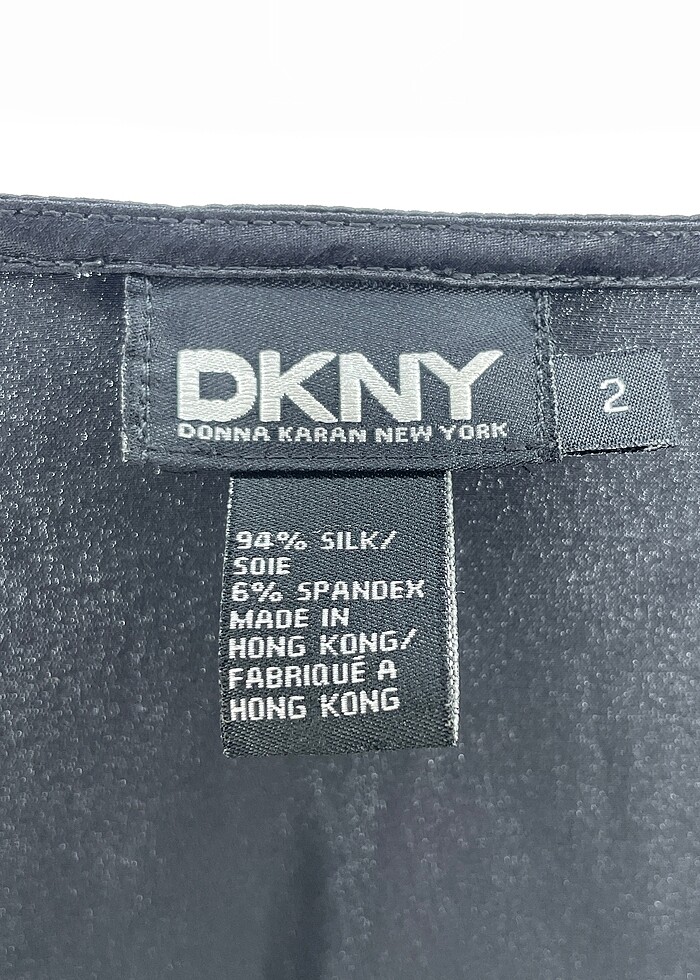 DKNY
DONNA KARAN NEW YORK
2
94% SILK/
SOIE
6% SPANDEX
MADE IN
HONG KONG/
FABRIQUÉ A
HONG KONG